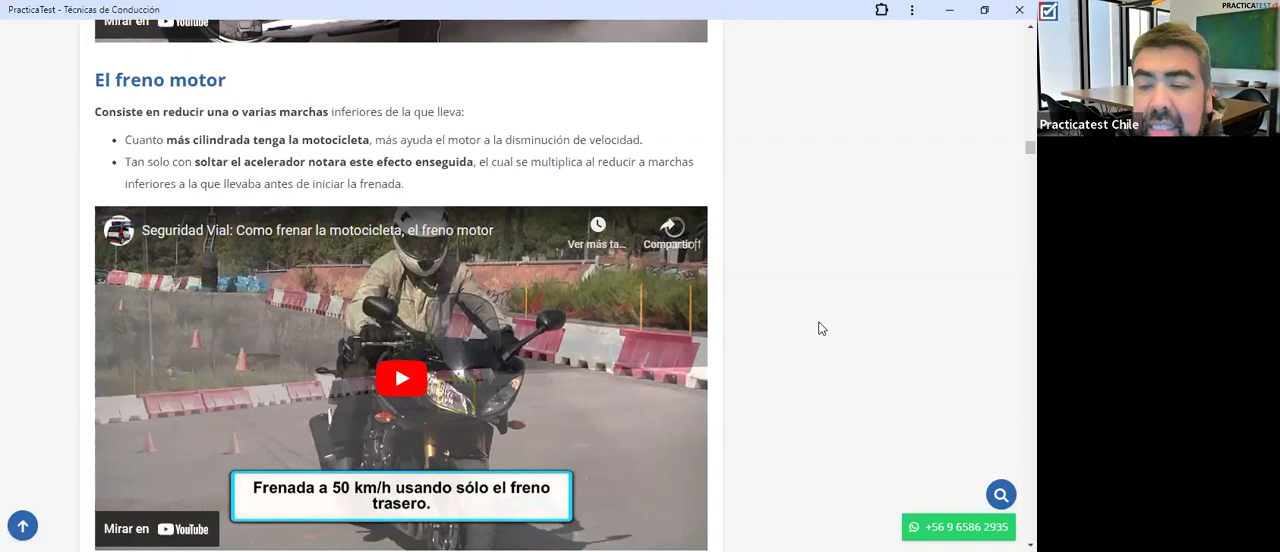 PracticaTest - Técnicas de Conducción
PRACTICATEST
Mirar en YouTube
El freno motor
Consiste en reducir una o varias marchas inferiores de la que lleva:
Cuanto más cilindrada tenga la motocicleta, más ayuda el motor a la disminución de velocidad.
Tan solo con soltar el acelerador notara este efecto enseguida, el cual se multiplica al reducir a marchas
inferiores a la que llevaba antes de iniciar la frenada.
Practicatest Chile
Seguridad Vial: Como frenar la motocicleta, el freno motor
Ver más ta...
Compartir
Frenada a 50 km/h usando sólo el freno
trasero.
Mirar en YouTube
+56 9 6586 2935